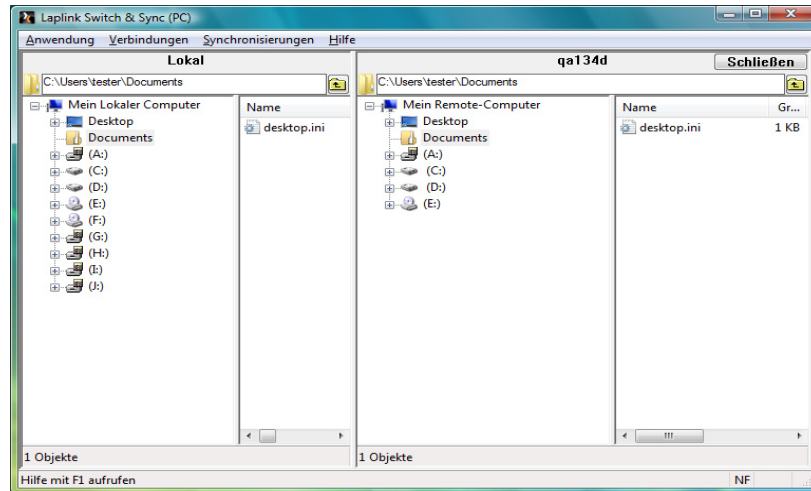 Laplink Switch & Sync (PC)
Anwendung Verbindungen Synchronisierungen Hilfe
Lokal
C:\Users\tester\Documents
Mein Lokaler Computer
Desktop
Documents
(A:)
(C:)
(D:)
(E:)
(F:)
(G:)
(H:)
(I:)
(J:)
Name
desktop.ini
1 Objekte
qa134d Schließen
C:\Users\tester\Documents
Mein Remote-Computer
Desktop
Documents
(A:)
(C:)
(D:)
(E:)
Name Gr...
desktop.ini 1 KB
1 Objekte
Hilfe mit F1 aufrufen NF